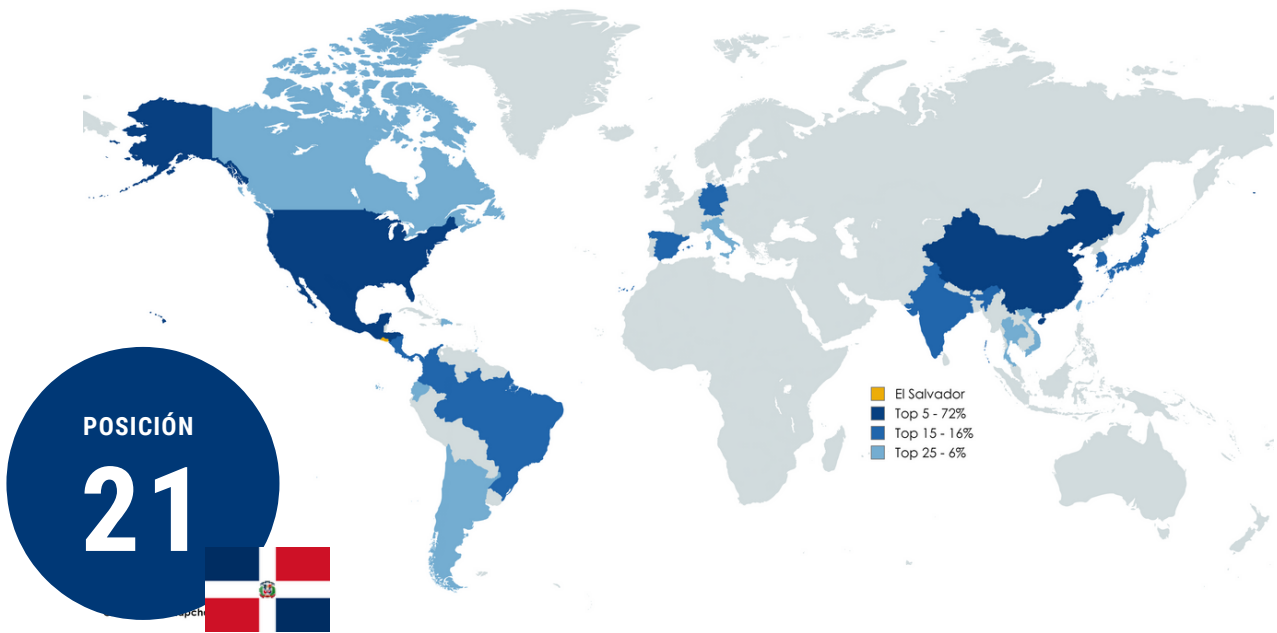 El Salvador
Top 5 - 72%
Top 15 - 16%
Top 25 - 6%
POSICIÓN
21